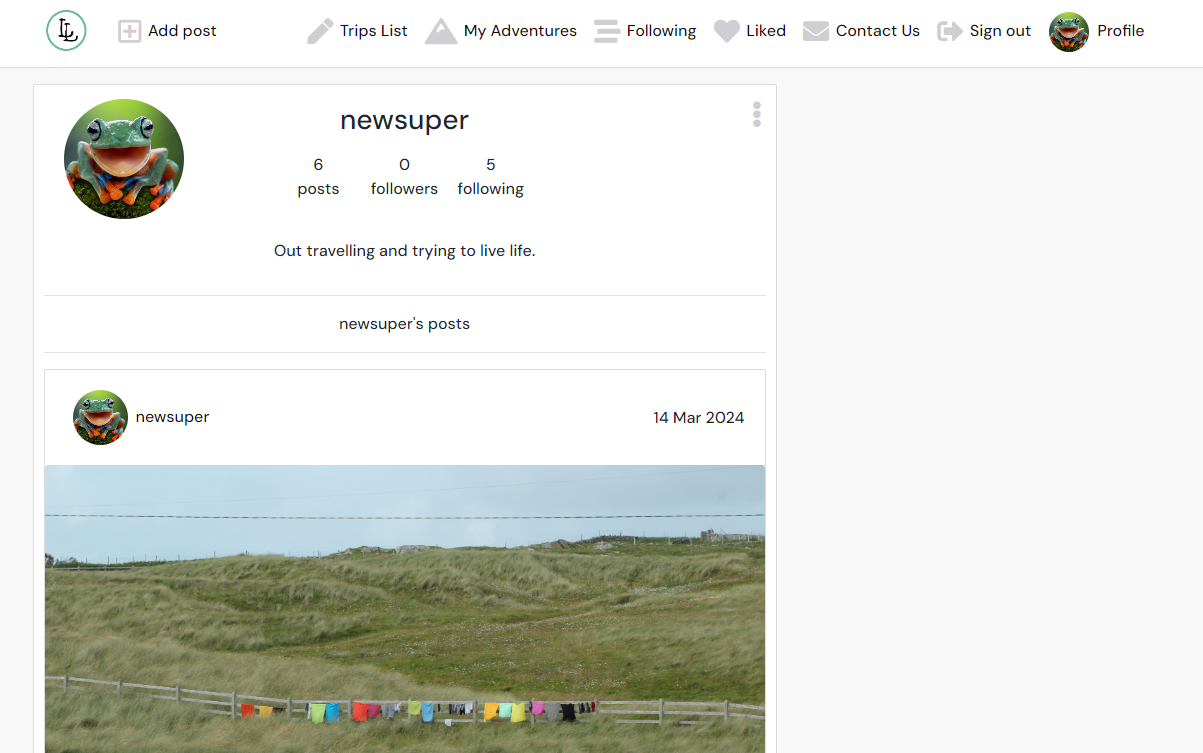 LL Add post Trips List My Adventures Following Liked Contact Us Sign out Profile
newsuper
6 0 5
posts followers following
Out travelling and trying to live life.
newsuper's posts
newsuper 14 Mar 2024